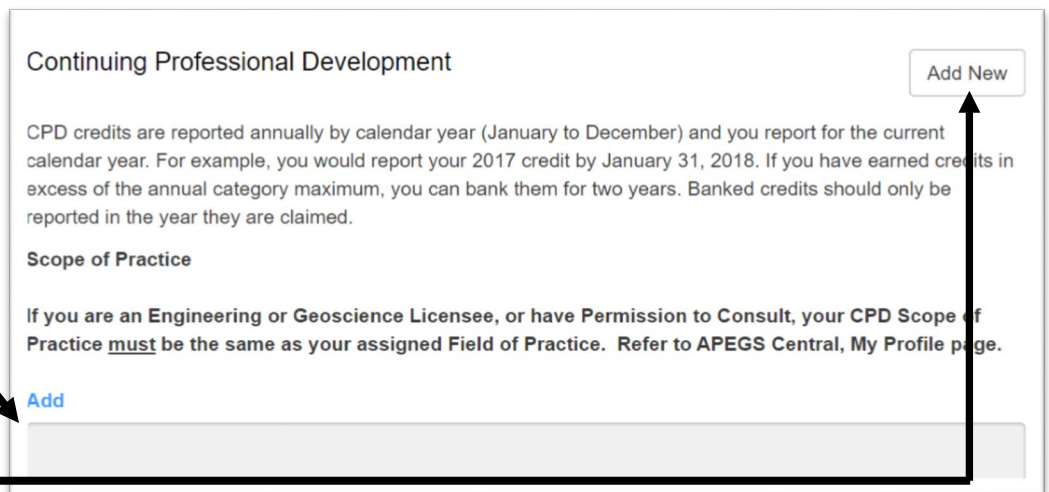 Continuing Professional Development
Add New
CPD credits are reported annually by calendar year (January to December) and you report for the current
calendar year. For example, you would report your 2017 credit by January 31, 2018. If you have earned credits in
excess of the annual category maximum, you can bank them for two years. Banked credits should only be
reported in the year they are claimed.
Scope of Practice
If you are an Engineering or Geoscience Licensee, or have Permission to Consult, your CPD Scope of
Practice must be the same as your assigned Field of Practice.  Refer to APEGS Central, My Profile page.
Add